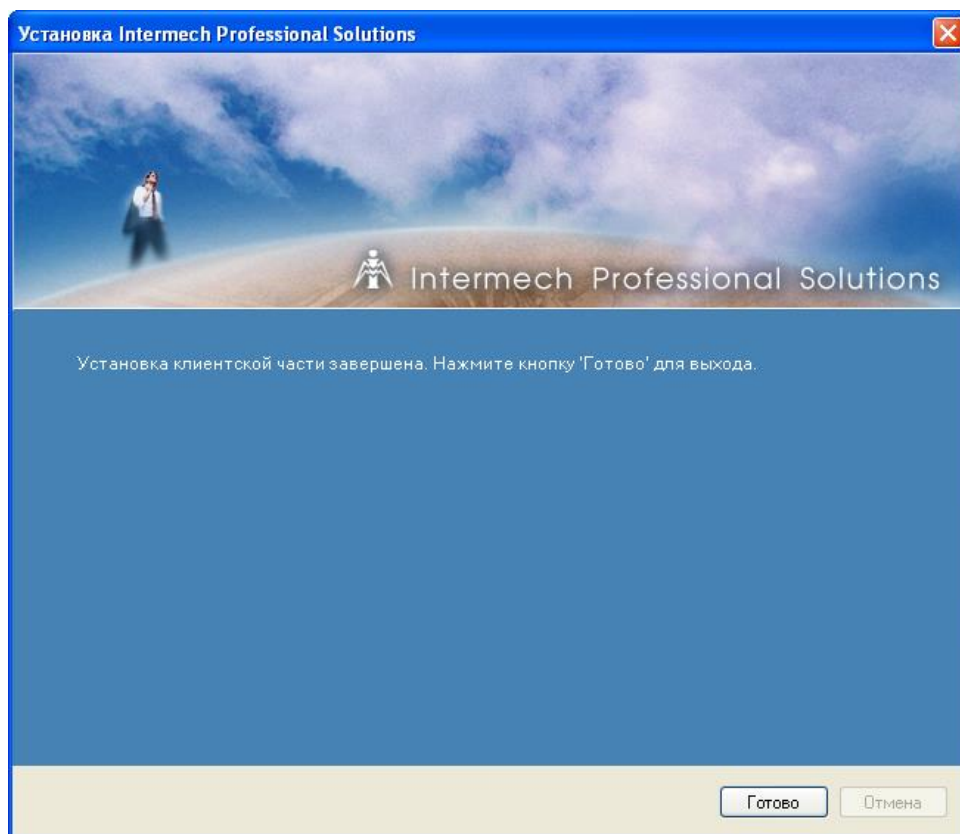 Установка Intermech Professional Solutions
Intermech Professional Solutions
Установка клиентской части завершена. Нажмите кнопку 'Готово' для выхода.
Готово
Отмена